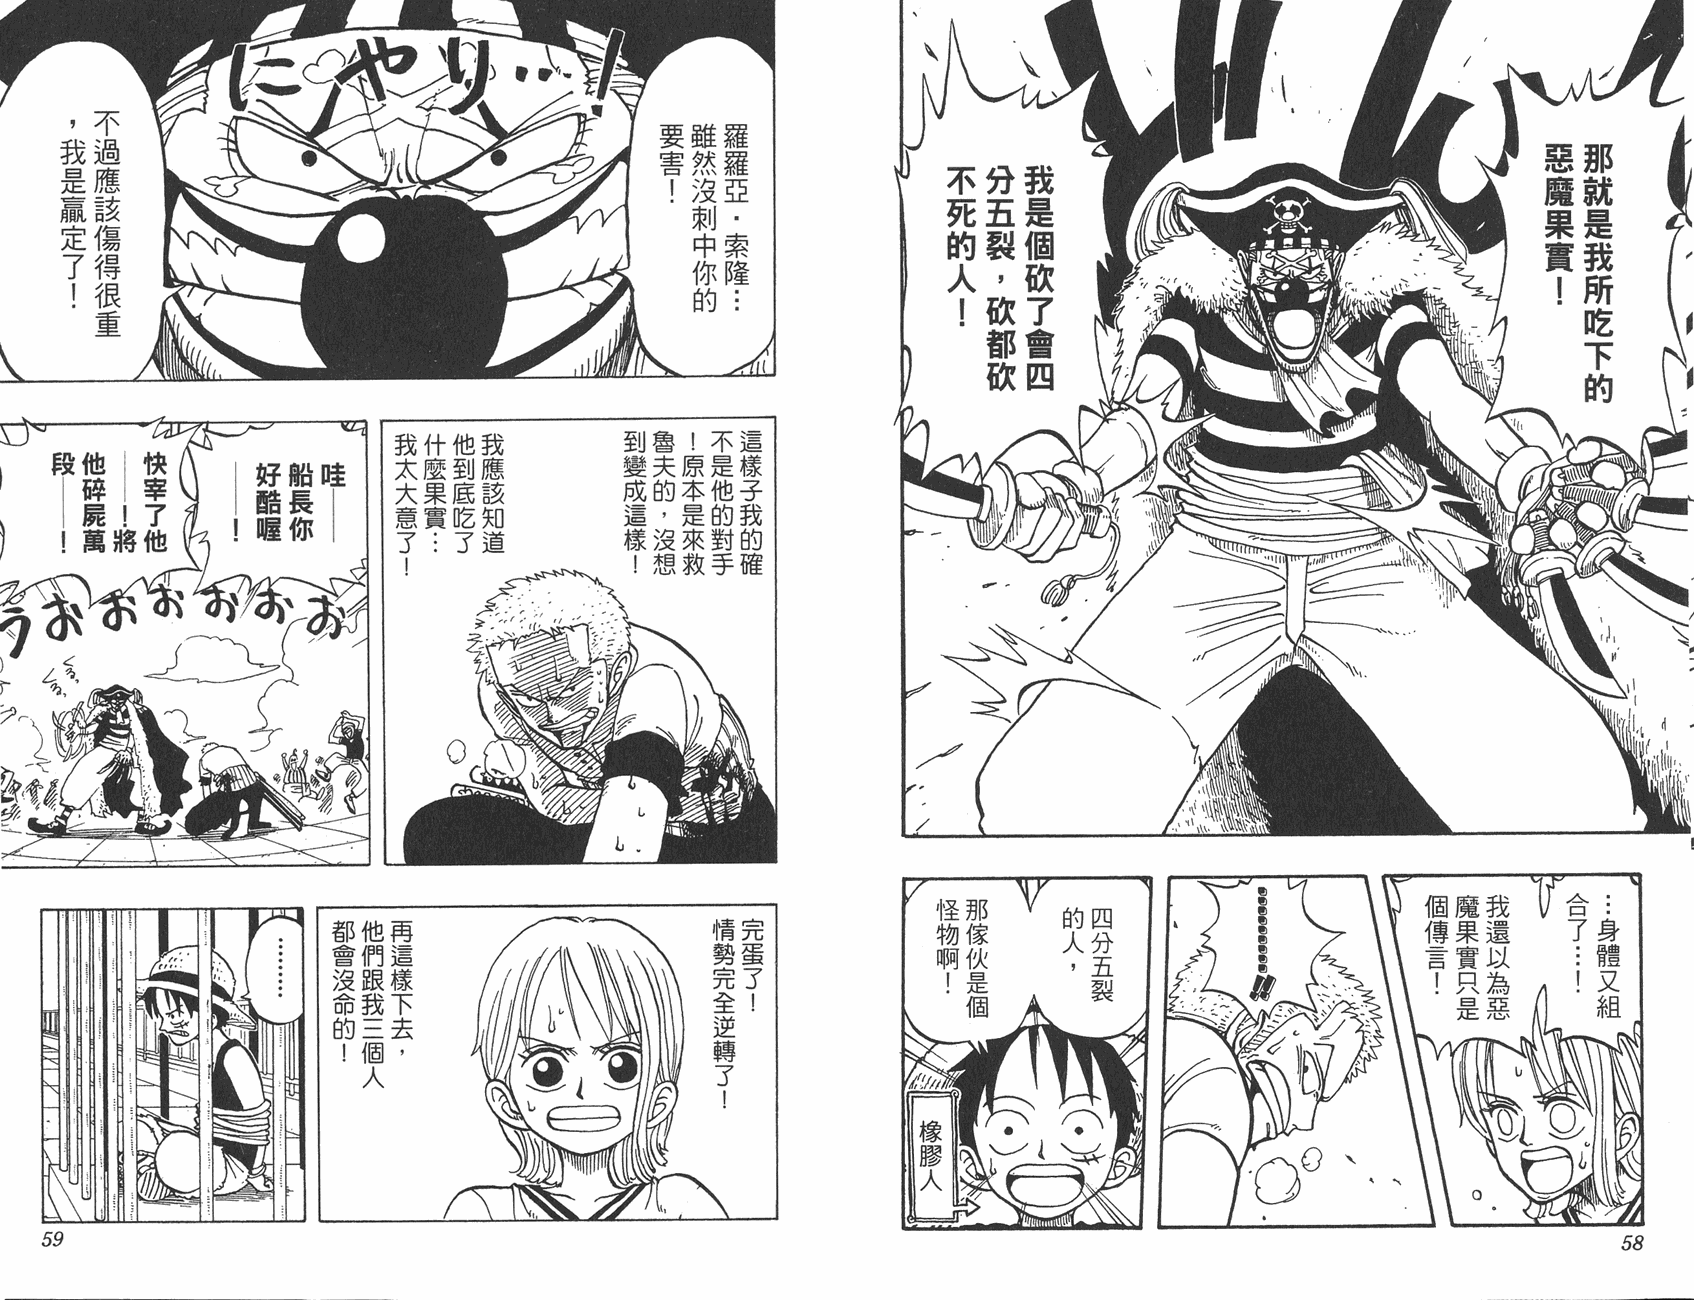 那就是我所吃下的
惡魔果實！
我是個砍了會四
分五裂，砍都砍
不死的人！
…身體又組
合了…！
我還以為惡
魔果實只是
個傳言！
…………!!
四分五裂
的人，
那傢伙是個
怪物啊！
橡膠人
58
にやり…！
羅羅亞・索隆…
雖然沒刺中你的
要害！
不過應該傷得很重
，我是贏定了！
這樣子我的確
不是他的對手
！原本是來救
魯夫的，沒想
到變成這樣！
我應該知道
他到底吃了
什麼果實…
我太大意了！
哇——
船長你
好酷喔
——！
快宰了他
——！將
他碎屍萬
段——！
うおおおおおお
完蛋了！
情勢完全逆轉了！
再這樣下去，
他們跟我三個人
都會沒命的！
…………
59